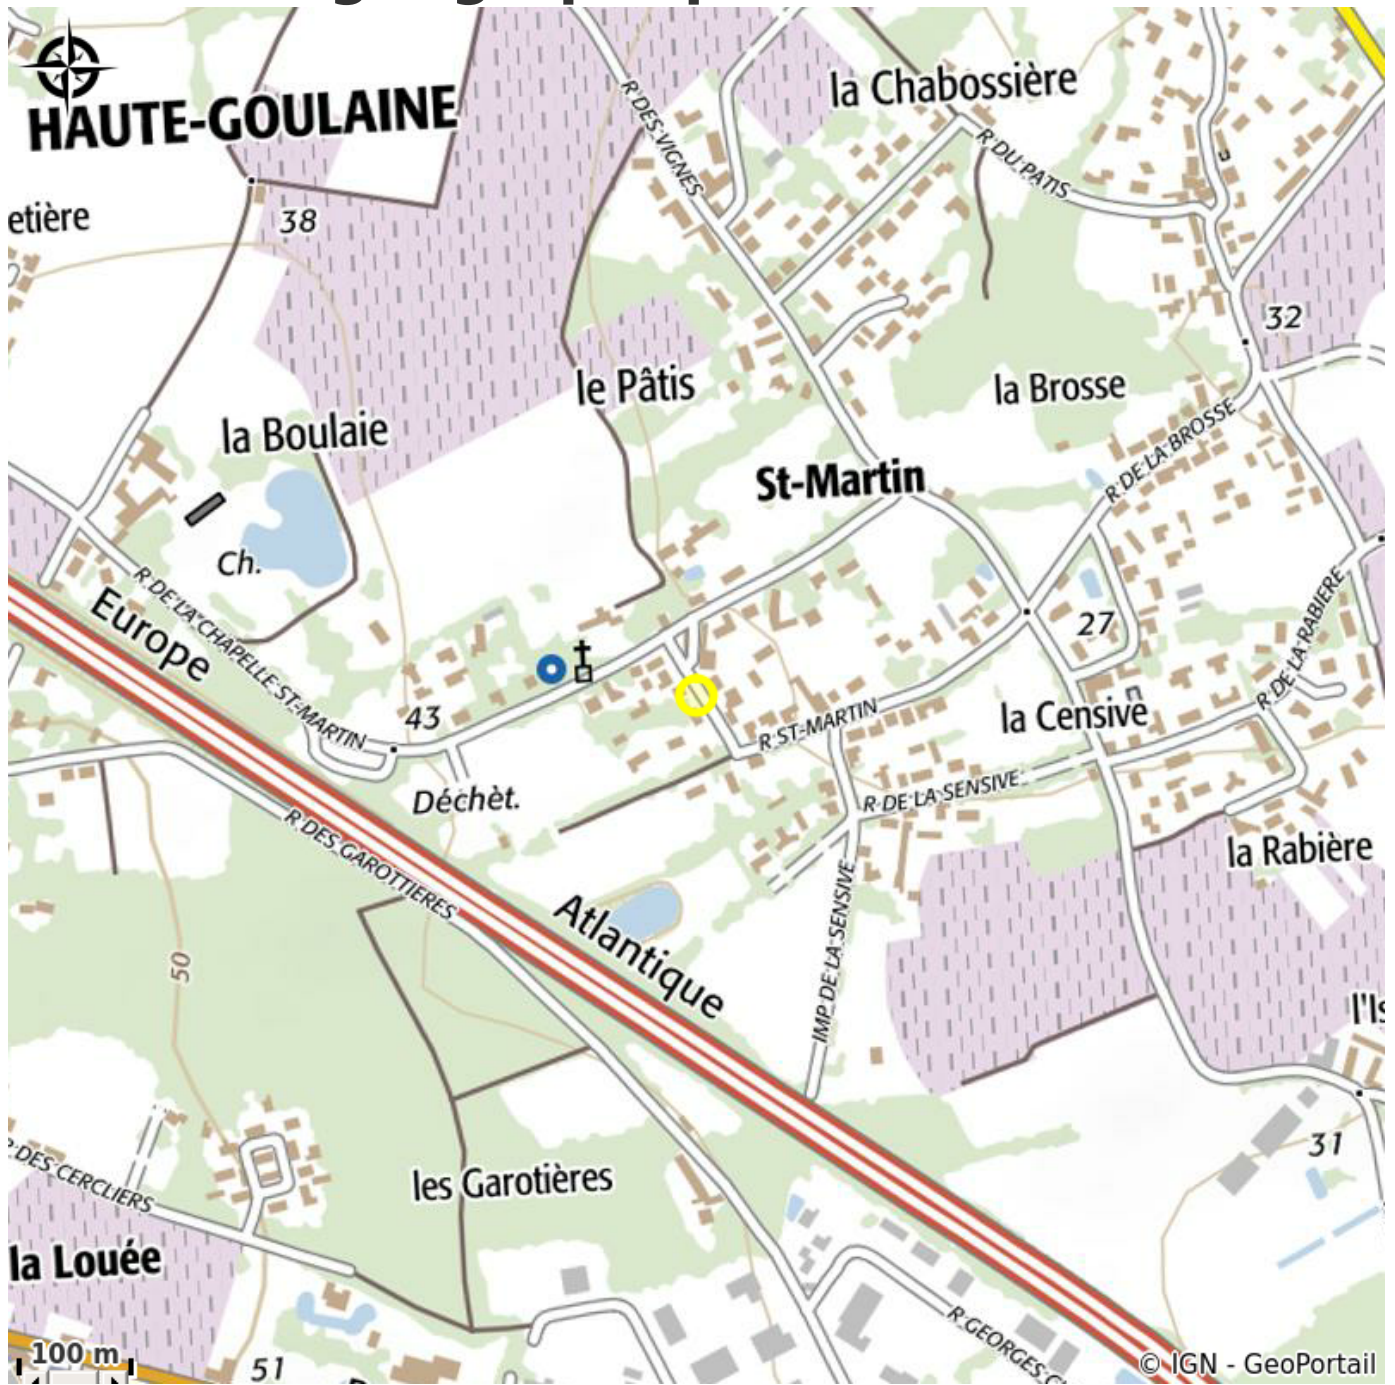 la Chabossière
HAUTE-GOULAINE
R DES VIGNES
R DU PATIS
etière
38
32
le Pâtis
la Brosse
la Boulaie
R DE LA BROSSE
St-Martin
Ch.
R DE LA CHAPELLE ST-MARTIN
Europe
27
R DE LA RABIERE
43
R ST-MARTIN
la Censive
Déchèt.
R DE LA SENSIVE
R DES GAROTTIERES
la Rabière
Atlantique
IMP DE LA SENSIVE
50
l'Is
31
R DES CERCLIERS
les Garotières
la Louée
R GEORGES C
100 m
51
© IGN - GeoPortail